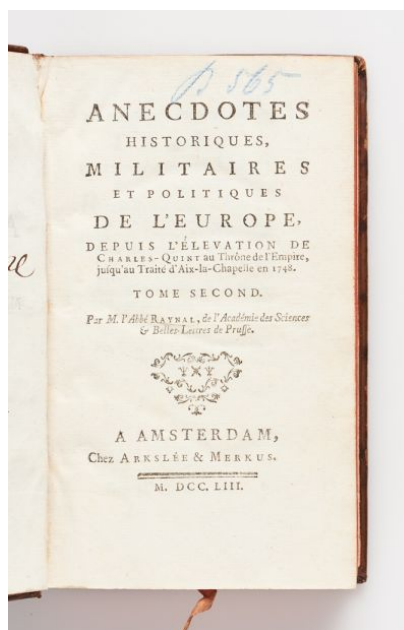 B 565
ANECDOTES
HISTORIQUES,
MILITAIRES
ET POLITIQUES
DE L'EUROPE,
DEPUIS L'ÉLEVATION DE
CHARLES-QUINT au Thrône de l'Empire,
jusqu'au Traité d'Aix-la-Chapelle en 1748.
TOME SECOND.
Par M. l'Abbé RAYNAL, de l'Académie des Sciences
& Belles-Lettres de Prusse.
A AMSTERDAM,
Chez ARKSLÉE & MERKUS.
M. DCC. LIII.